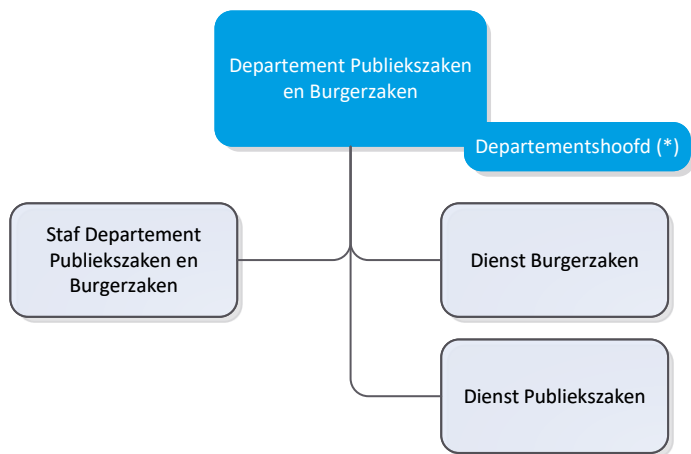 Departement Publiekszaken
en Burgerzaken
Departementshoofd (*)
Staf Departement
Publiekszaken en
Burgerzaken
Dienst Burgerzaken
Dienst Publiekszaken